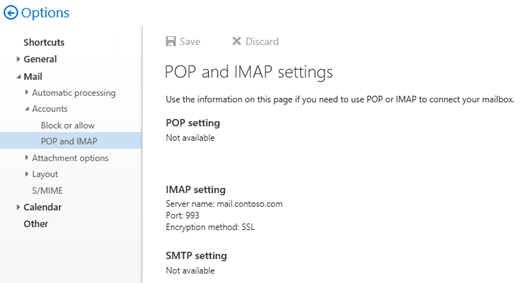 Options
Shortcuts
General
Mail
Automatic processing
Accounts
Block or allow
POP and IMAP
Attachment options
Layout
S/MIME
Calendar
Other
Save Discard
POP and IMAP settings
Use the information on this page if you need to use POP or IMAP to connect your mailbox.
POP setting
Not available
IMAP setting
Server name: mail.contoso.com
Port: 993
Encryption method: SSL
SMTP setting
Not available